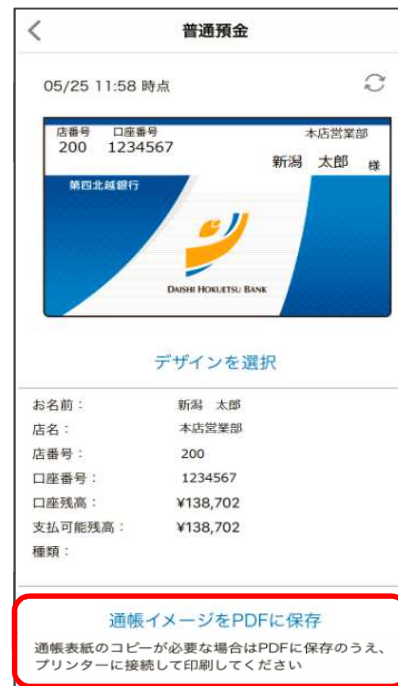 普通預金
05/25 11:58 時点
店番号 口座番号 本店営業部
200 1234567
新潟 太郎 様
第四北越銀行
DAISHI HOKUETSU BANK
デザインを選択
お名前： 新潟 太郎
店名： 本店営業部
店番号： 200
口座番号： 1234567
口座残高： ¥138,702
支払可能残高： ¥138,702
種類：
通帳イメージをPDFに保存
通帳表紙のコピーが必要な場合はPDFに保存のうえ、
プリンターに接続して印刷してください